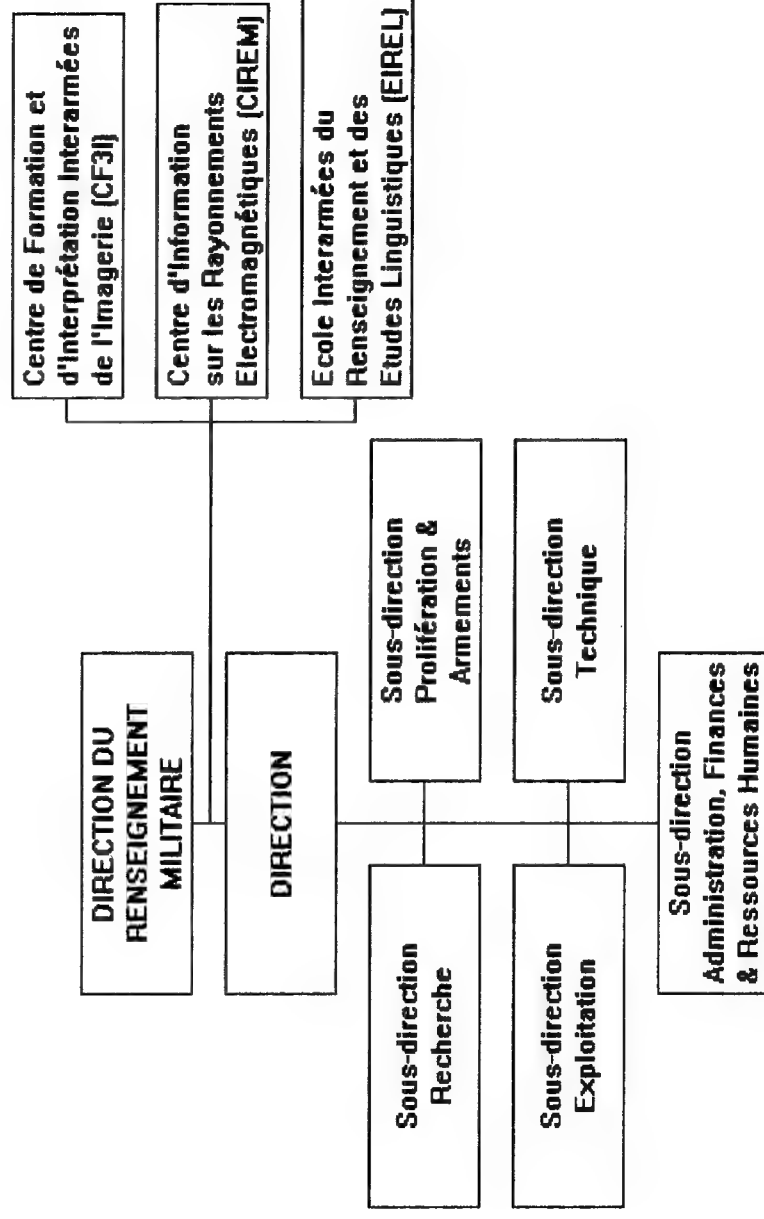 DIRECTION DU
RENSEIGNEMENT
MILITAIRE
Centre de Formation et
d'Interprétation Interarmées
de l'Imagerie (CF3I)
Centre d'Information
sur les Rayonnements
Electromagnétiques (CIREM)
Ecole Interarmées du
Renseignement et des
Etudes Linguistiques (EIREL)
DIRECTION
Sous-direction
Recherche
Sous-direction
Prolifération &
Armements
Sous-direction
Exploitation
Sous-direction
Technique
Sous-direction
Administration, Finances
& Ressources Humaines